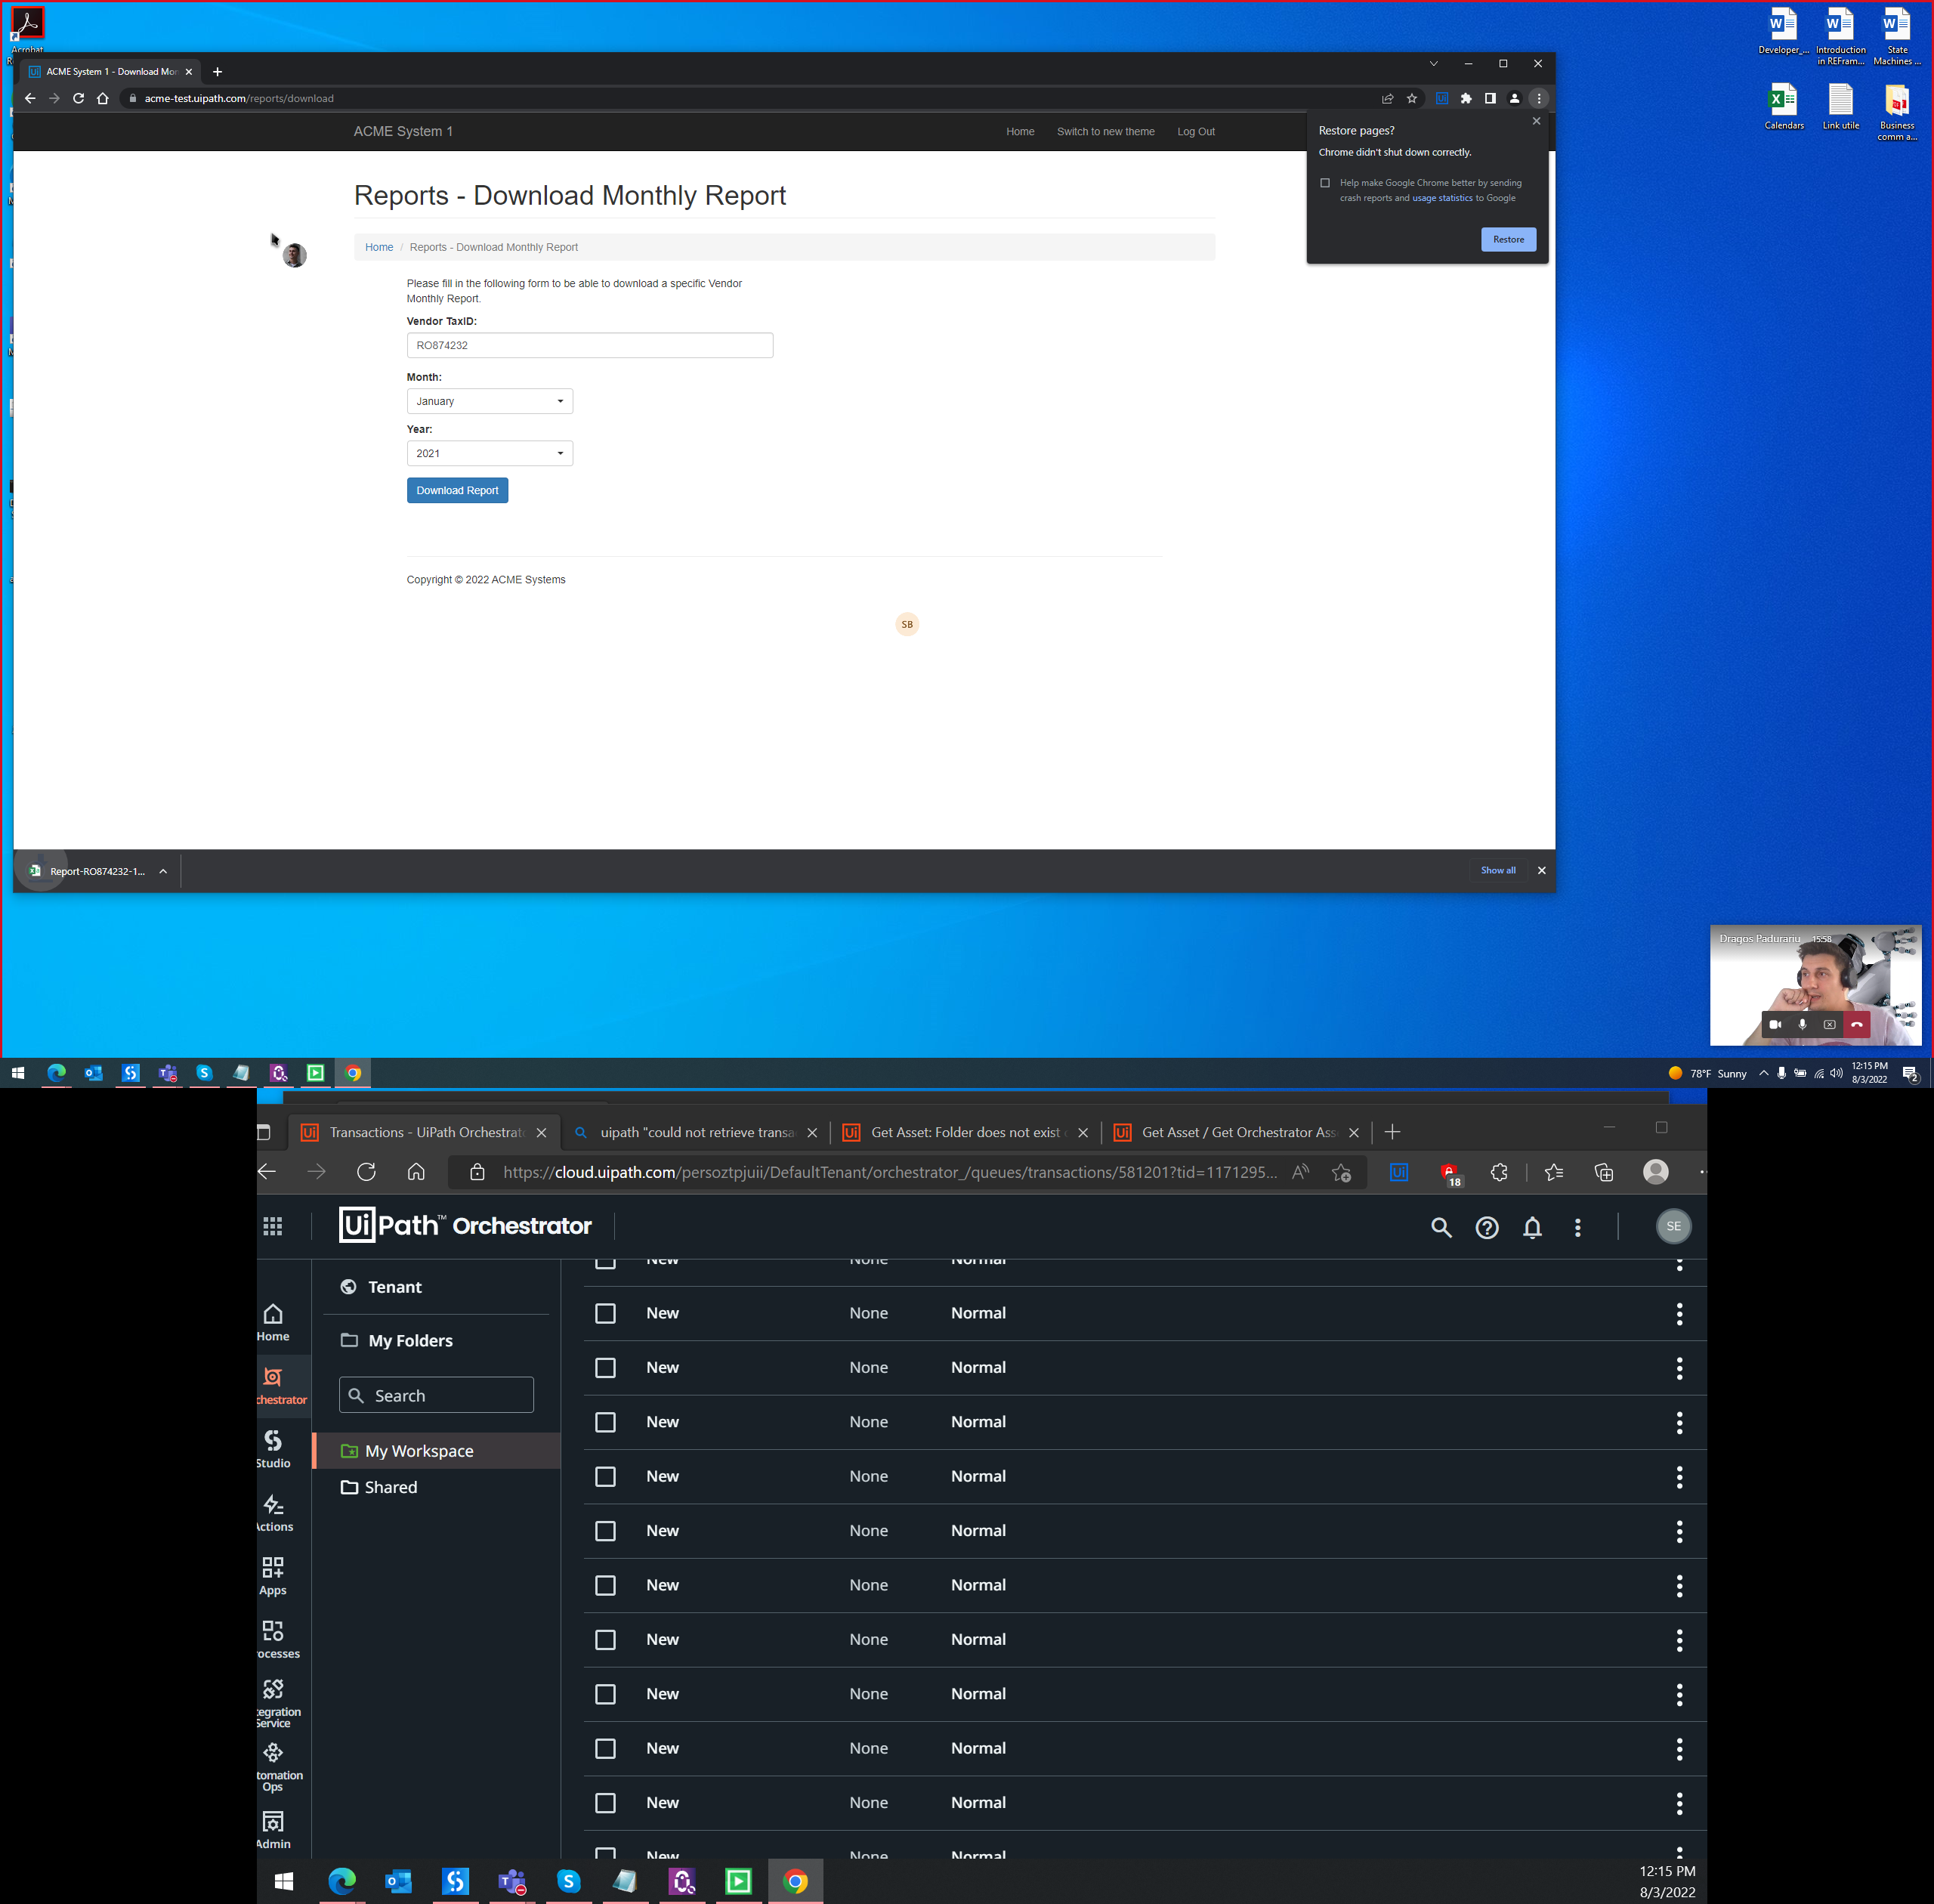 Acrobat
Developer_...
Introduction in REFram...
State Machines ...
Calendars
Link utile
Business comm a...
ACME System 1 - Download Mon
acme-test.uipath.com/reports/download
ACME System 1
Home
Switch to new theme
Log Out
Restore pages?
Chrome didn't shut down correctly.
Help make Google Chrome better by sending
crash reports and usage statistics to Google
Restore
Reports - Download Monthly Report
Home / Reports - Download Monthly Report
Please fill in the following form to be able to download a specific Vendor
Monthly Report.
Vendor TaxID:
RO874232
Month:
January
Year:
2021
Download Report
Copyright © 2022 ACME Systems
SB
Report-RO874232-1...
Show all
Dragos Padurariu 15:58
78°F Sunny
12:15 PM
8/3/2022
2
Transactions - UiPath Orchestrato
uipath "could not retrieve transa
Get Asset: Folder does not exist
Get Asset / Get Orchestrator Ass
https://cloud.uipath.com/persoztpjuii/DefaultTenant/orchestrator_/queues/transactions/581201?tid=1171295...
18
UiPath™ Orchestrator
SE
Home
chestrator
Studio
Actions
Apps
rocesses
tegration
Service
tomation
Ops
Admin
Tenant
My Folders
Search
My Workspace
Shared
New None Normal
New None Normal
New None Normal
New None Normal
New None Normal
New None Normal
New None Normal
New None Normal
New None Normal
New None Normal
New None Normal
New None Normal
12:15 PM
8/3/2022